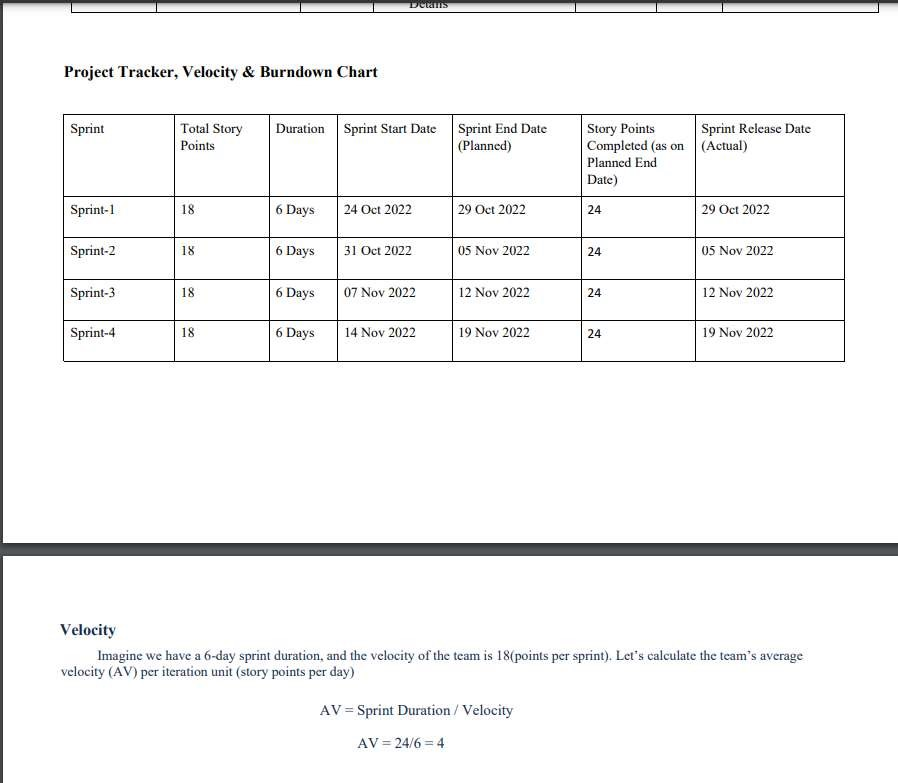 Details
Project Tracker, Velocity & Burndown Chart
Sprint Total Story Points Duration Sprint Start Date Sprint End Date (Planned) Story Points Completed (as on Planned End Date) Sprint Release Date (Actual)
Sprint-1 18 6 Days 24 Oct 2022 29 Oct 2022 24 29 Oct 2022
Sprint-2 18 6 Days 31 Oct 2022 05 Nov 2022 24 05 Nov 2022
Sprint-3 18 6 Days 07 Nov 2022 12 Nov 2022 24 12 Nov 2022
Sprint-4 18 6 Days 14 Nov 2022 19 Nov 2022 24 19 Nov 2022
Velocity
Imagine we have a 6-day sprint duration, and the velocity of the team is 18(points per sprint). Let’s calculate the team’s average
velocity (AV) per iteration unit (story points per day)
AV = Sprint Duration / Velocity
AV = 24/6 = 4